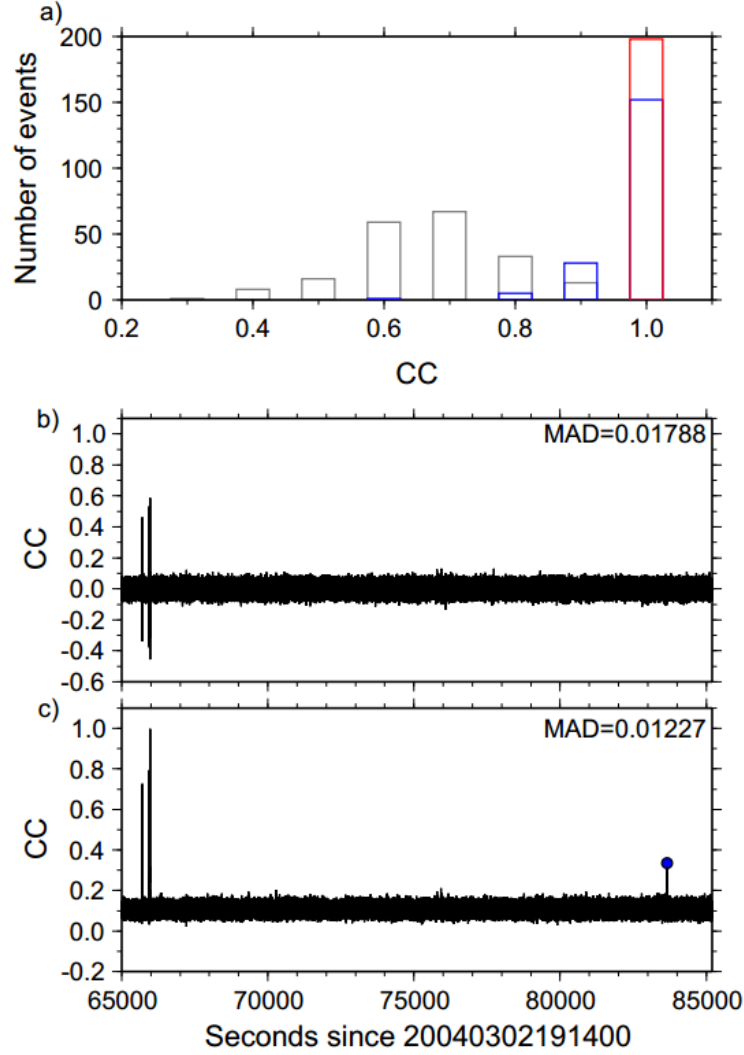 a)
200
150
100
50
0
Number of events
0.2 0.4 0.6 0.8 1.0
CC
b)
MAD=0.01788
1.0
0.8
0.6
0.4
0.2
0.0
-0.2
-0.4
-0.6
CC
c)
MAD=0.01227
1.0
0.8
0.6
0.4
0.2
0.0
-0.2
CC
65000 70000 75000 80000 85000
Seconds since 20040302191400